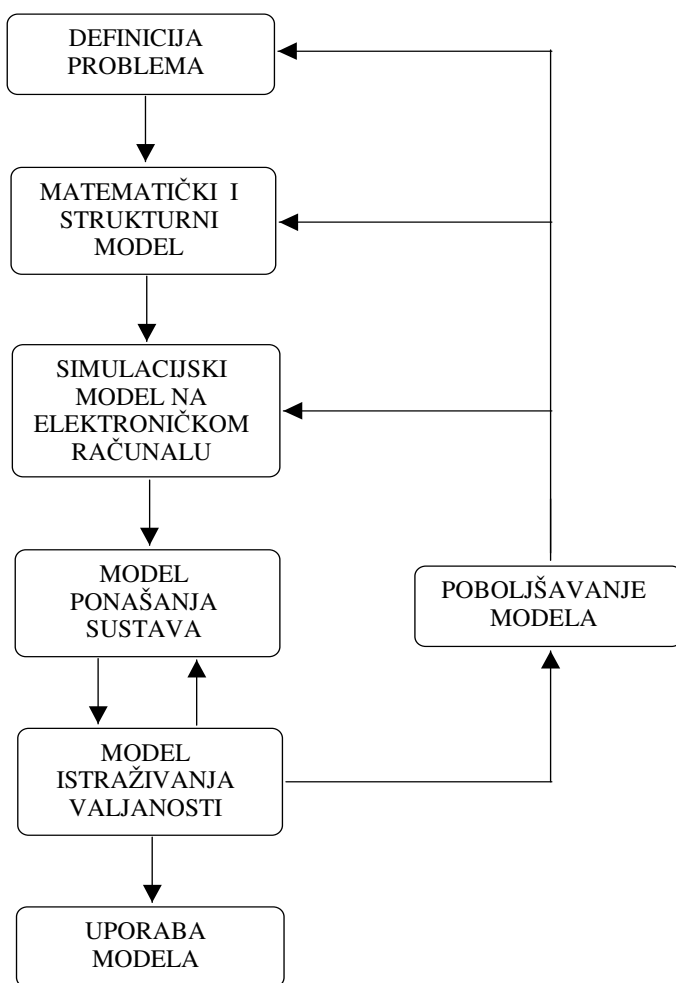 DEFINICIJA
PROBLEMA
MATEMATIČKI I
STRUKTURNI
MODEL
SIMULACIJSKI
MODEL NA
ELEKTRONIČKOM
RAČUNALU
MODEL
PONAŠANJA
SUSTAVA
POBOLJŠAVANJE
MODELA
MODEL
ISTRAŽIVANJA
VALJANOSTI
UPORABA
MODELA